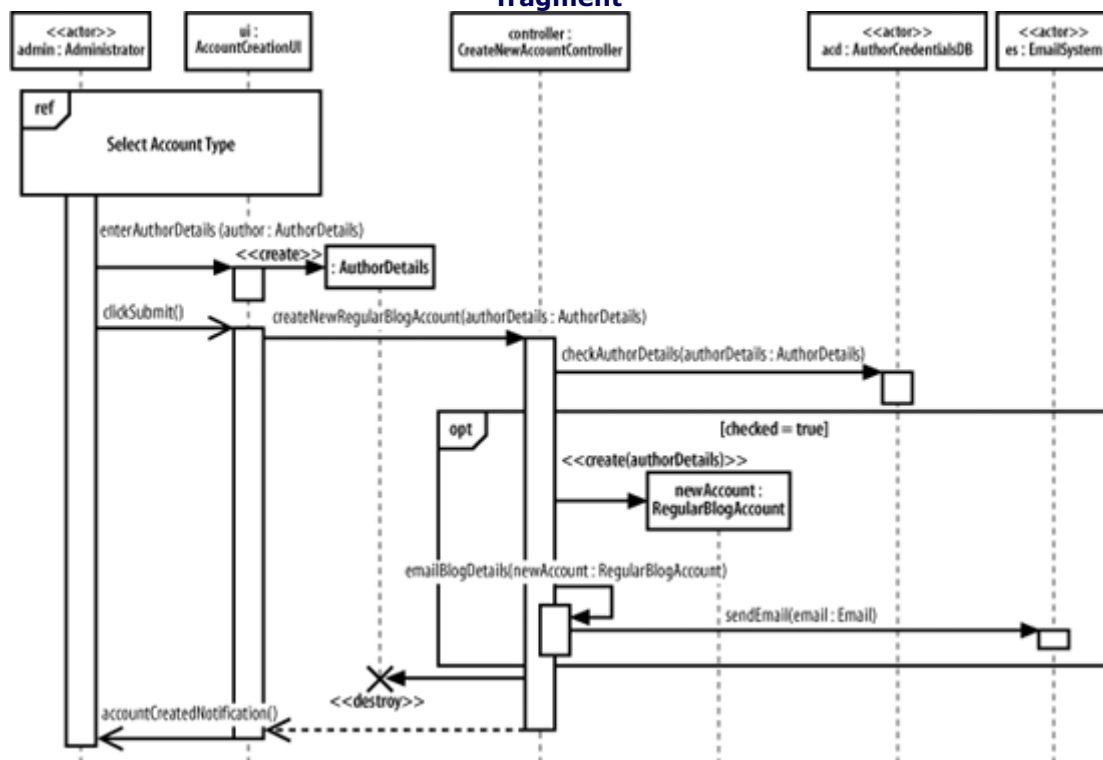 fragment
<<actor>>
admin : Administrator
ui :
AccountCreationUI
controller :
CreateNewAccountController
<<actor>>
acd : AuthorCredentialsDB
<<actor>>
es : EmailSystem
ref
Select Account Type
enterAuthorDetails (author : AuthorDetails)
<<create>>
: AuthorDetails
clickSubmit()
createNewRegularBlogAccount(authorDetails : AuthorDetails)
checkAuthorDetails(authorDetails : AuthorDetails)
opt
[checked = true]
<<create(authorDetails)>>
newAccount :
RegularBlogAccount
emailBlogDetails(newAccount : RegularBlogAccount)
sendEmail(email : Email)
<<destroy>>
accountCreatedNotification()